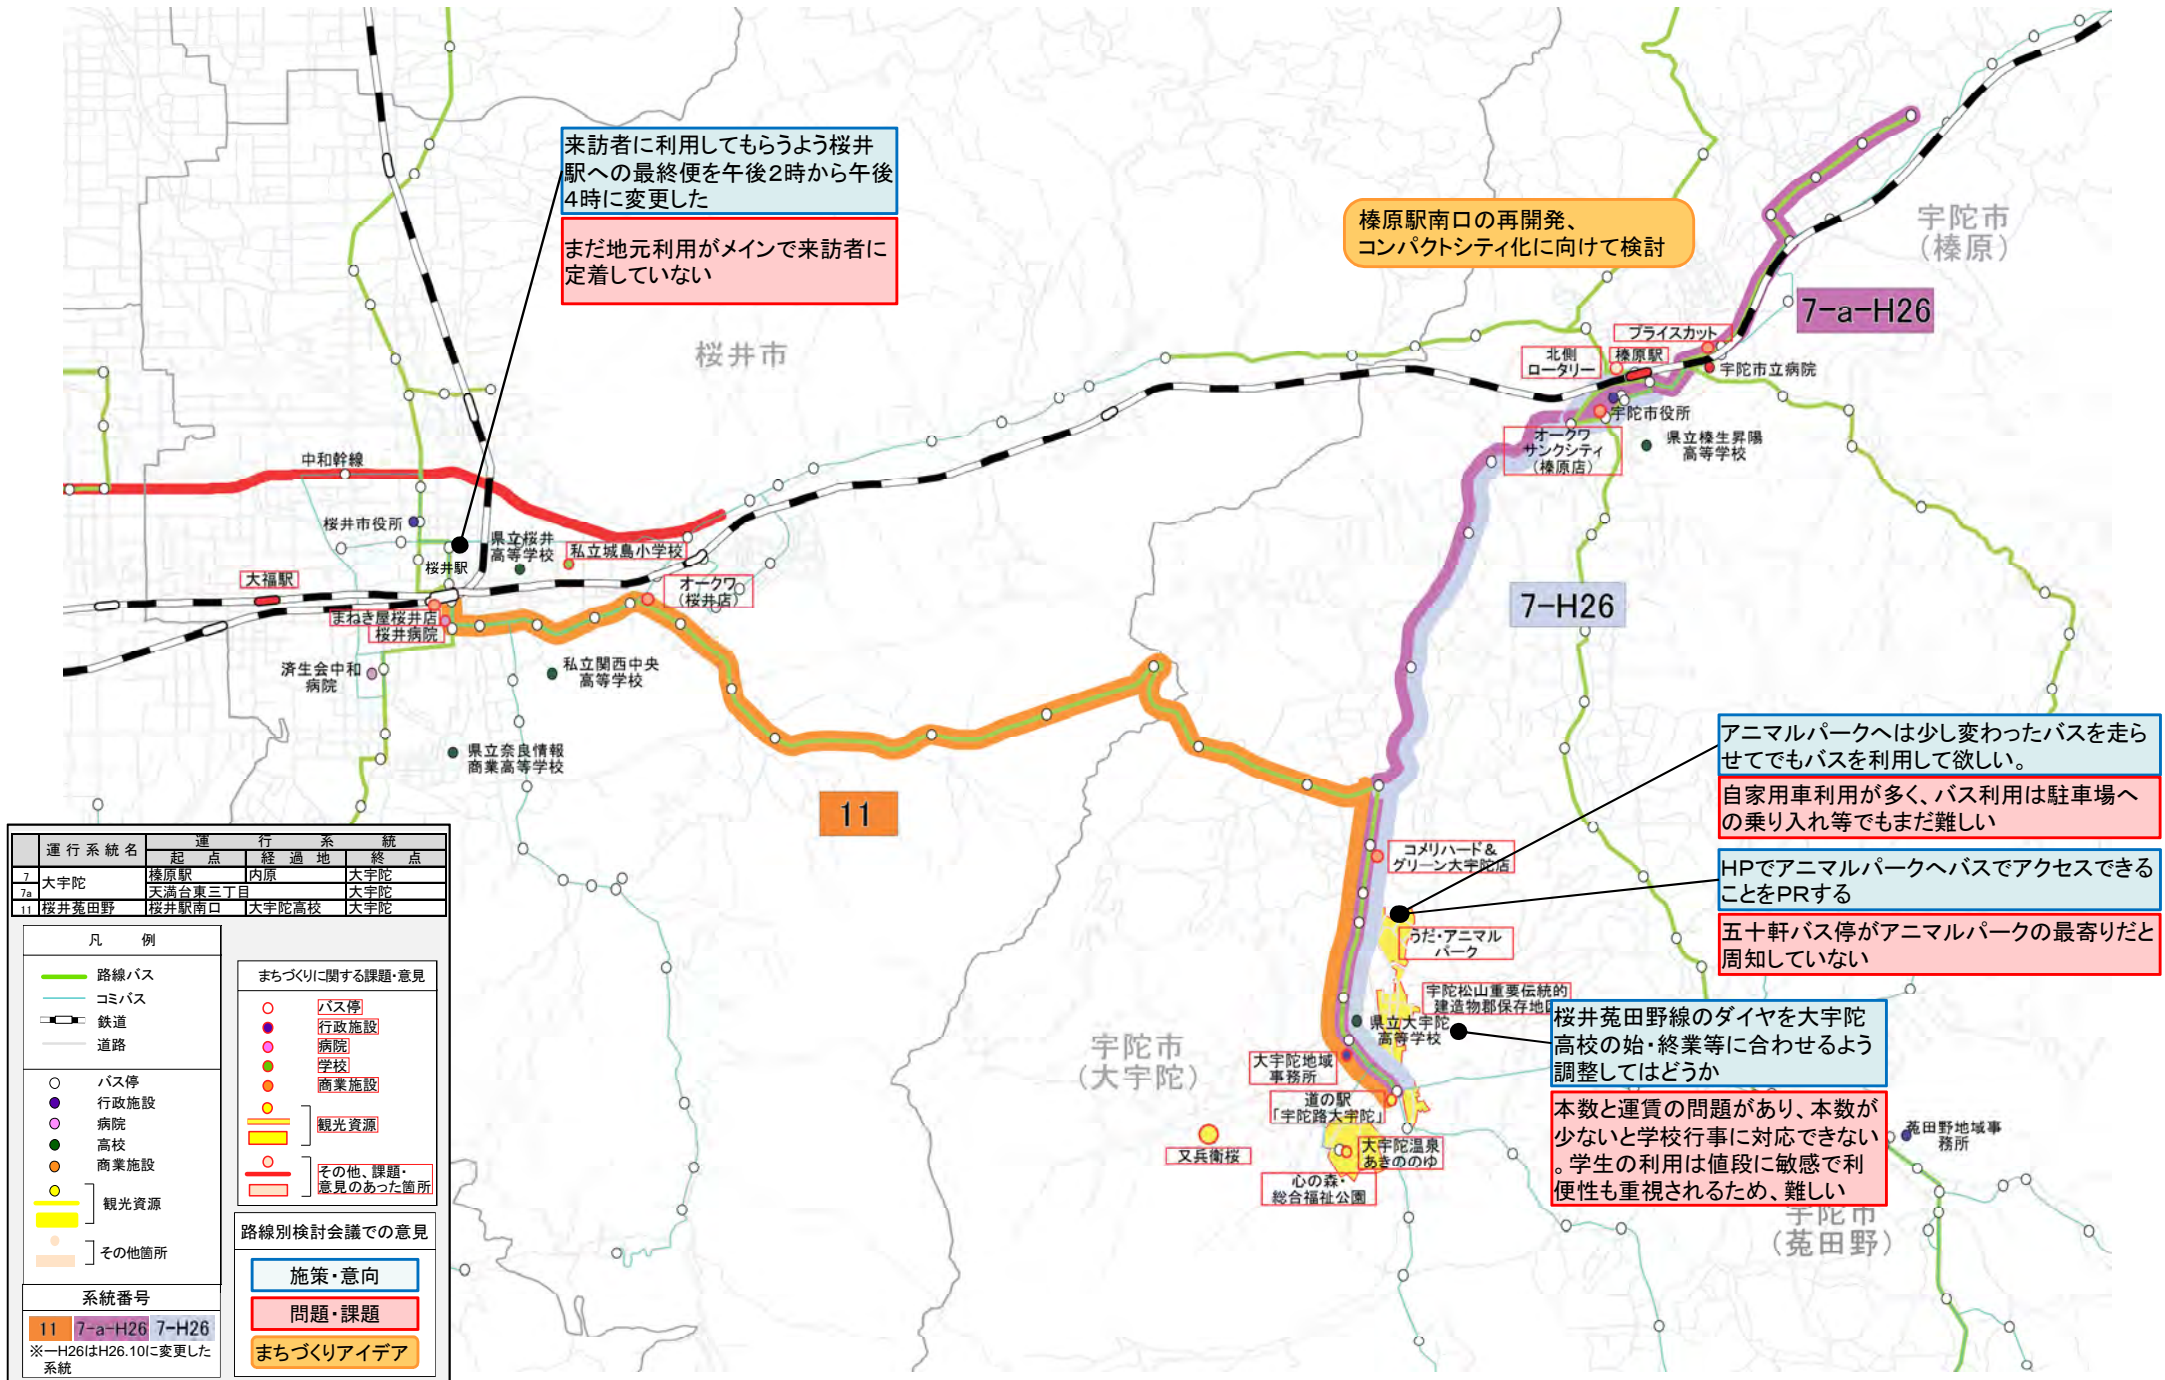 来訪者に利用してもらうよう桜井
駅への最終便を午後2時から午後
4時に変更した
まだ地元利用がメインで来訪者に
定着していない
榛原駅南口の再開発、
コンパクトシティ化に向けて検討
宇陀市
(榛原)
7-a-H26
桜井市
プライスカット
北側
ロータリー
榛原駅
宇陀市立病院
宇陀市役所
オークワ
サンクシティ
(榛原店)
県立榛生昇陽
高等学校
中和幹線
桜井市役所
県立桜井
高等学校
私立城島小学校
桜井駅
大福駅
オークワ
(桜井店)
まねき屋桜井店
桜井病院
済生会中和
病院
私立関西中央
高等学校
県立奈良情報
商業高等学校
7-H26
11
アニマルパークへは少し変わったバスを走ら
せてでもバスを利用して欲しい。
自家用車利用が多く、バス利用は駐車場へ
の乗り入れ等でもまだ難しい
コメリハード&
グリーン大宇陀店
HPでアニマルパークへバスでアクセスできる
ことをPRする
五十軒バス停がアニマルパークの最寄りだと
周知していない
うだ・アニマル
パーク
宇陀松山重要伝統的
建造物郡保存地区
県立大宇陀
高等学校
桜井菟田野線のダイヤを大宇陀
高校の始・終業等に合わせるよう
調整してはどうか
本数と運賃の問題があり、本数が
少ないと学校行事に対応できない
。学生の利用は値段に敏感で利
便性も重視されるため、難しい
宇陀市
(大宇陀)
大宇陀地域
事務所
道の駅
「宇陀路大宇陀」
又兵衛桜
大宇陀温泉
あきののゆ
心の森・
総合福祉公園
菟田野地域事
務所
宇陀市
(菟田野)
運行系統名 運行系統
起点 経過地 終点
7 大宇陀 榛原駅 内原 大宇陀
7a 天満台東三丁目 大宇陀
11 桜井菟田野 桜井駅南口 大宇陀高校 大宇陀
凡例
路線バス
コミバス
鉄道
道路
バス停
行政施設
病院
高校
商業施設
観光資源
その他箇所
系統番号
11 7-a-H26 7-H26
※-H26はH26.10に変更した
系統
まちづくりに関する課題・意見
バス停
行政施設
病院
学校
商業施設
観光資源
その他、課題・
意見のあった箇所
路線別検討会議での意見
施策・意向
問題・課題
まちづくりアイデア